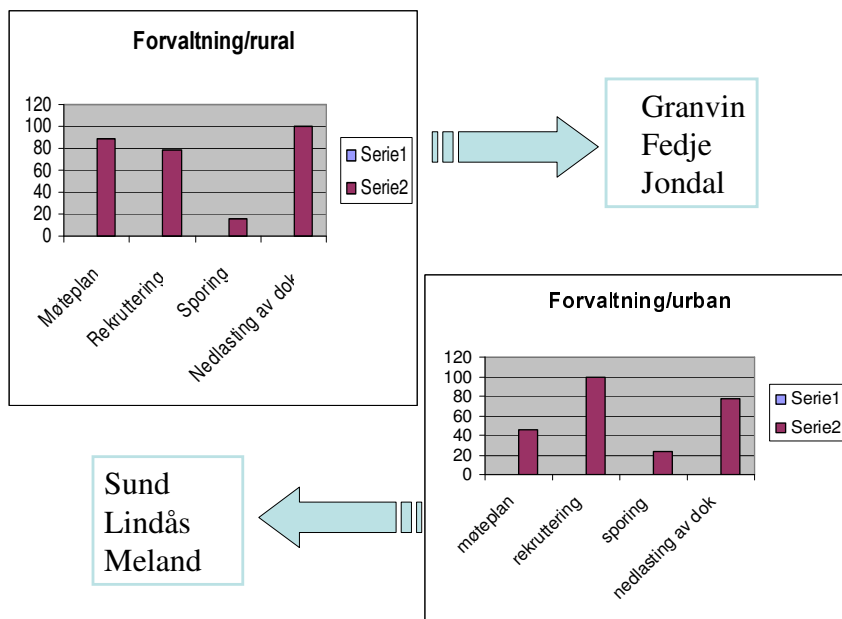 Forvaltning/rural
120
100
80
60
40
20
0
Møteplan
Rekruttering
Sporing
Nedlasting av dok
Serie1
Serie2
Granvin
Fedje
Jondal
Forvaltning/urban
120
100
80
60
40
20
0
møteplan
rekruttering
sporing
nedlasting av dok
Serie1
Serie2
Sund
Lindås
Meland